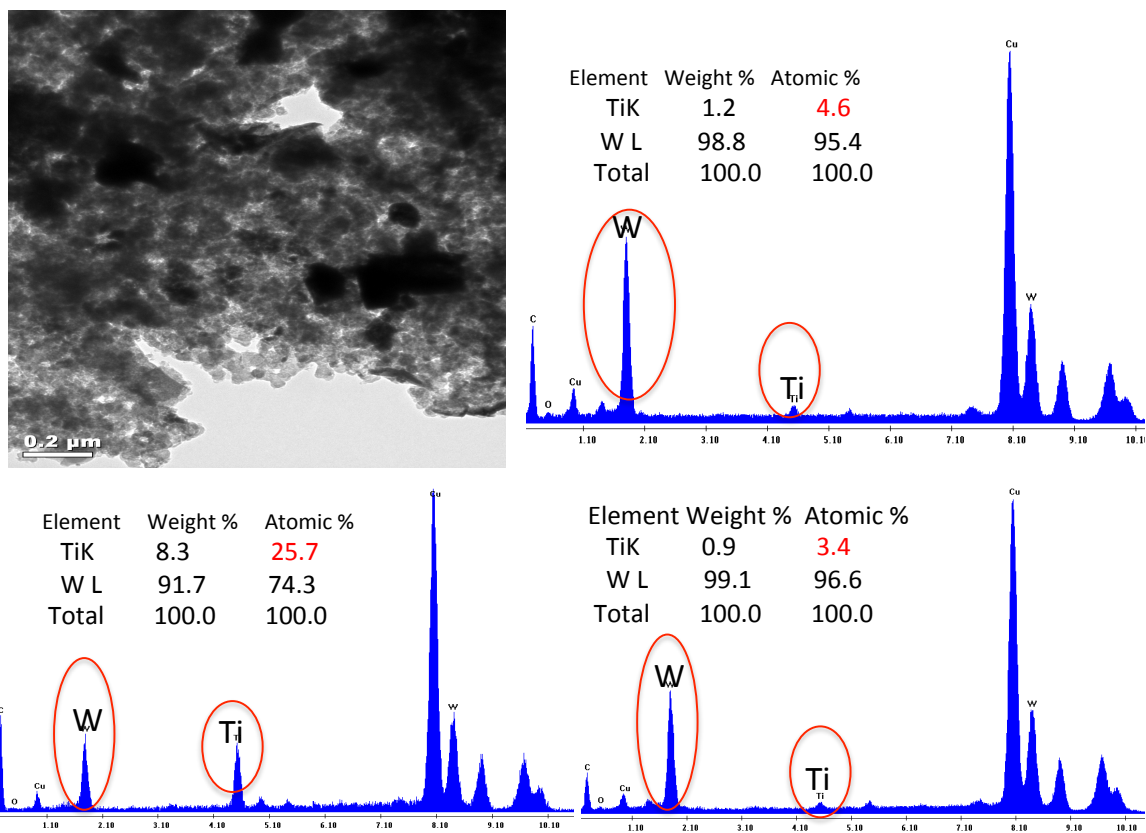 0.2 µm
Element Weight % Atomic %
TiK 1.2 4.6
W L 98.8 95.4
Total 100.0 100.0
Cu
W
W
Ti
Ti
C
O
Cu
W
1.10 2.10 3.10 4.10 5.10 6.10 7.10 8.10 9.10 10.10
Element Weight % Atomic %
TiK 8.3 25.7
W L 91.7 74.3
Total 100.0 100.0
Cu
W
W
Ti
Ti
C
O
Cu
W
1.10 2.10 3.10 4.10 5.10 6.10 7.10 8.10 9.10 10.10
Element Weight % Atomic %
TiK 0.9 3.4
W L 99.1 96.6
Total 100.0 100.0
Cu
W
W
Ti
Ti
C
O
Cu
W
1.10 2.10 3.10 4.10 5.10 6.10 7.10 8.10 9.10 10.10